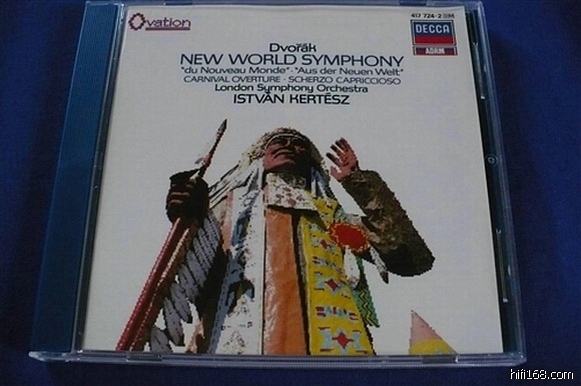 Ovation
417 724-2
DECCA
ADRM
Dvořák
NEW WORLD SYMPHONY
"du Nouveau Monde"·"Aus der Neuen Welt"
CARNIVAL OVERTURE · SCHERZO CAPRICCIOSO
London Symphony Orchestra
ISTVÁN KERTÉSZ
hifi168.com